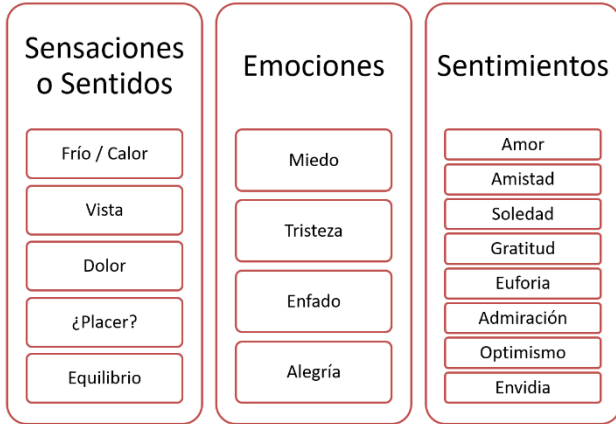 Sensaciones
o Sentidos
Frío / Calor
Vista
Dolor
¿Placer?
Equilibrio
Emociones
Miedo
Tristeza
Enfado
Alegría
Sentimientos
Amor
Amistad
Soledad
Gratitud
Euforia
Admiración
Optimismo
Envidia